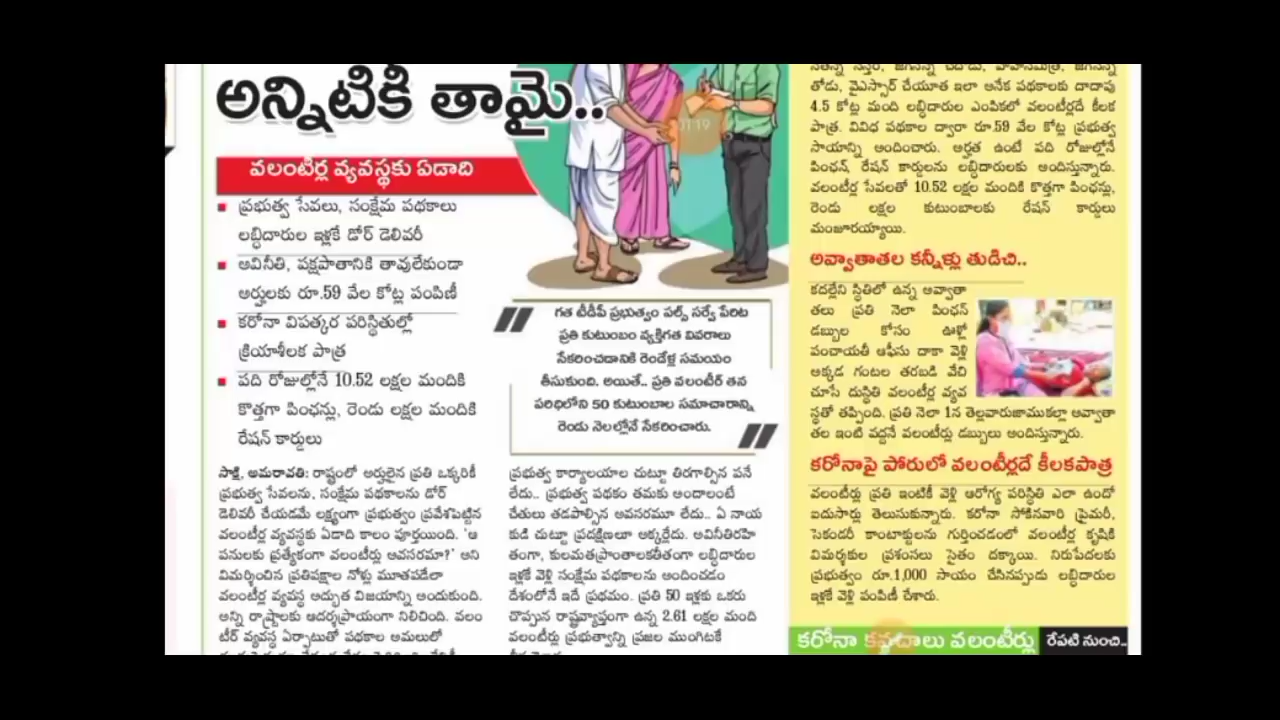 అన్నిటికీ తామై..
వలంటీర్ల వ్యవస్థకు ఏడాది
ప్రభుత్వ సేవలు, సంక్షేమ పథకాలు
లబ్ధిదారుల ఇళ్లకే డోర్ డెలివరీ
అవినీతి, పక్షపాతానికి తావులేకుండా
అర్హులకు రూ.59 వేల కోట్ల పంపిణీ
కరోనా విపత్కర పరిస్థితుల్లో
క్రియాశీలక పాత్ర
పది రోజుల్లోనే 10.52 లక్షల మందికి
కొత్తగా పింఛన్లు, రెండు లక్షల మందికి
రేషన్ కార్డులు
సాక్షి, అమరావతి: రాష్ట్రంలో అర్హులైన ప్రతి ఒక్కరికీ
ప్రభుత్వ సేవలను, సంక్షేమ పథకాలను డోర్
డెలివరీ చేయడమే లక్ష్యంగా ప్రభుత్వం ప్రవేశపెట్టిన
వలంటీర్ల వ్యవస్థకు ఏడాది కాలం పూర్తయింది. 'ఆ
పనులకు ప్రత్యేకంగా వలంటీర్లు అవసరమా?' అని
విమర్శించిన ప్రతిపక్షాల నోళ్లు మూతపడేలా
వలంటీర్ల వ్యవస్థ అద్భుత విజయాన్ని అందుకుంది.
అన్ని రాష్ట్రాలకు ఆదర్శప్రాయంగా నిలిచింది. వలం
టీర్ వ్యవస్థ ఏర్పాటుతో పథకాల అమలులో
గత టీడీపీ ప్రభుత్వం పల్స్ సర్వే పేరిట
ప్రతి కుటుంబం వ్యక్తిగత వివరాలు
సేకరించడానికి రెండేళ్ల సమయం
తీసుకుంది. అయితే.. ప్రతి వలంటీర్ తన
పరిధిలోని 50 కుటుంబాల సమాచారాన్ని
రెండు నెలల్లోనే సేకరించారు.
ప్రభుత్వ కార్యాలయాల చుట్టూ తిరగాల్సిన పనే
లేదు.. ప్రభుత్వ పథకం తమకు అందాలంటే
చేతులు తడపాల్సిన అవసరమూ లేదు.. ఏ నాయ
కుడి చుట్టూ ప్రదక్షిణలూ అక్కర్లేదు. అవినీతిరహి
తంగా, కులమతప్రాంతాలకతీతంగా లబ్ధిదారుల
ఇళ్లకే వెళ్లి సంక్షేమ పథకాలను అందించడం
దేశంలోనే ఇదే ప్రథమం. ప్రతి 50 ఇళ్లకు ఒకరు
చొప్పున రాష్ట్రవ్యాప్తంగా ఉన్న 2.61 లక్షల మంది
వలంటీర్లు ప్రభుత్వాన్ని ప్రజల ముంగిటకే
తోడు, వైఎస్సార్ చేయూత ఇలా అనేక పథకాలకు దాదాపు
4.5 కోట్ల మంది లబ్ధిదారుల ఎంపికలో వలంటీర్లదే కీలక
పాత్ర. వివిధ పథకాల ద్వారా రూ.59 వేల కోట్ల ప్రభుత్వ
సాయాన్ని అందించారు. అర్హత ఉంటే పది రోజుల్లోనే
పింఛన్, రేషన్ కార్డులను లబ్ధిదారులకు అందిస్తున్నారు.
వలంటీర్ల సేవలతో 10.52 లక్షల మందికి కొత్తగా పింఛన్లు,
రెండు లక్షల కుటుంబాలకు రేషన్ కార్డులు
మంజూరయ్యాయి.
అవ్వాతాతల కన్నీళ్లు తుడిచి..
కదల్లేని స్థితిలో ఉన్న అవ్వాతా
తలు ప్రతి నెలా పింఛన్
డబ్బుల కోసం ఊళ్లో
పంచాయతీ ఆఫీసు దాకా వెళ్లి
అక్కడ గంటల తరబడి వేచి
చూసే దుస్థితి వలంటీర్ల వ్యవ
స్థతో తప్పింది. ప్రతి నెలా 1న తెల్లవారుజాముకల్లా అవ్వాతా
తల ఇంటి వద్దనే వలంటీర్లు డబ్బులు అందిస్తున్నారు.
కరోనాపై పోరులో వలంటీర్లదే కీలకపాత్ర
వలంటీర్లు ప్రతి ఇంటికీ వెళ్లి ఆరోగ్య పరిస్థితి ఎలా ఉందో
ఐదుసార్లు తెలుసుకున్నారు. కరోనా సోకినవారి ప్రైమరీ,
సెకండరీ కాంటాక్టులను గుర్తించడంలో వలంటీర్ల కృషికి
విమర్శకుల ప్రశంసలు సైతం దక్కాయి. నిరుపేదలకు
ప్రభుత్వం రూ.1,000 సాయం చేసినప్పుడు లబ్ధిదారుల
ఇళ్లకే వెళ్లి పంపిణీ చేశారు.
కరోనా కవచాలు వలంటీర్లు
రేపటి నుంచి..